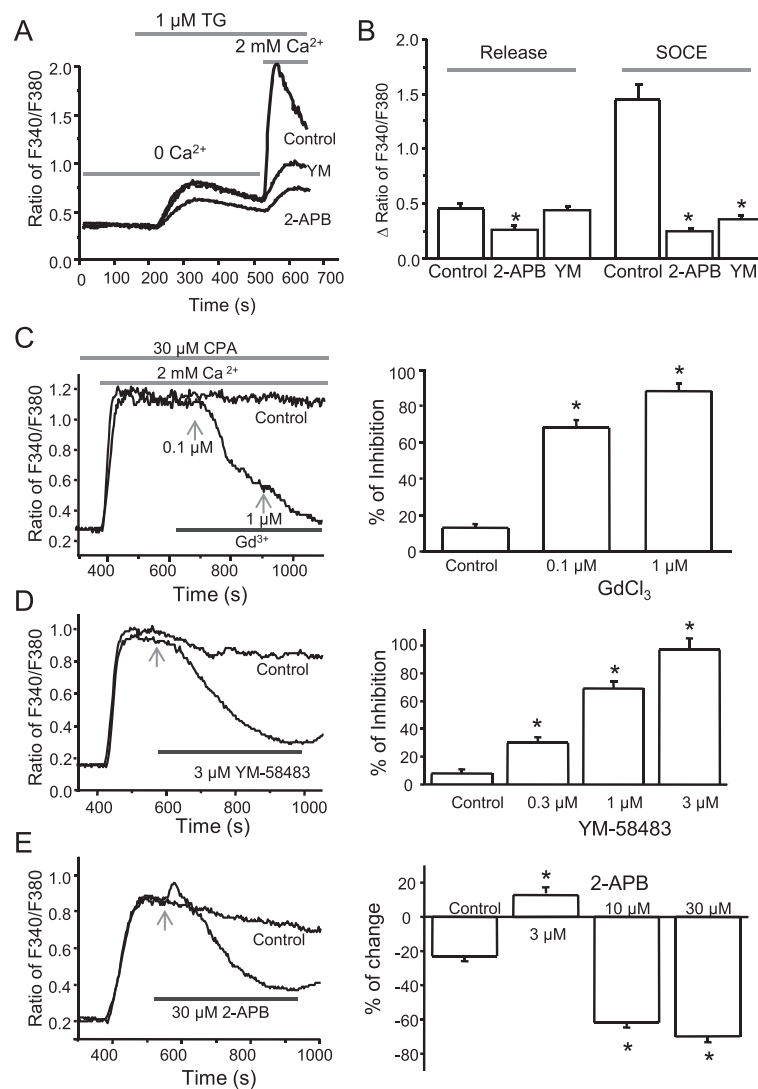 A
1 µM TG
2 mM Ca²⁺
2.0
1.5
1.0
0.5
0.0
Ratio of F340/F380
0 Ca²⁺
Control
YM
2-APB
0 100 200 300 400 500 600 700
Time (s)
B
Release SOCE
2.0
1.5
1.0
0.5
0.0
Δ Ratio of F340/F380
* * *
Control 2-APB YM Control 2-APB YM
C
30 µM CPA
2 mM Ca²⁺
1.2
1.0
0.8
0.6
0.4
0.2
Ratio of F340/F380
Control
0.1 µM
1 µM
Gd³⁺
400 600 800 1000
Time (s)
100
80
60
40
20
0
% of Inhibition
* *
Control 0.1 µM 1 µM
GdCl₃
D
1.0
0.8
0.6
0.4
0.2
0.0
Ratio of F340/F380
Control
3 µM YM-58483
400 600 800 1000
Time (s)
100
80
60
40
20
0
% of Inhibition
* * *
Control 0.3 µM 1 µM 3 µM
YM-58483
E
1.0
0.8
0.6
0.4
0.2
Ratio of F340/F380
Control
30 µM 2-APB
400 600 800 1000
Time (s)
2-APB
20
0
-20
-40
-60
-80
% of change
*
Control 10 µM 30 µM
3 µM
* *